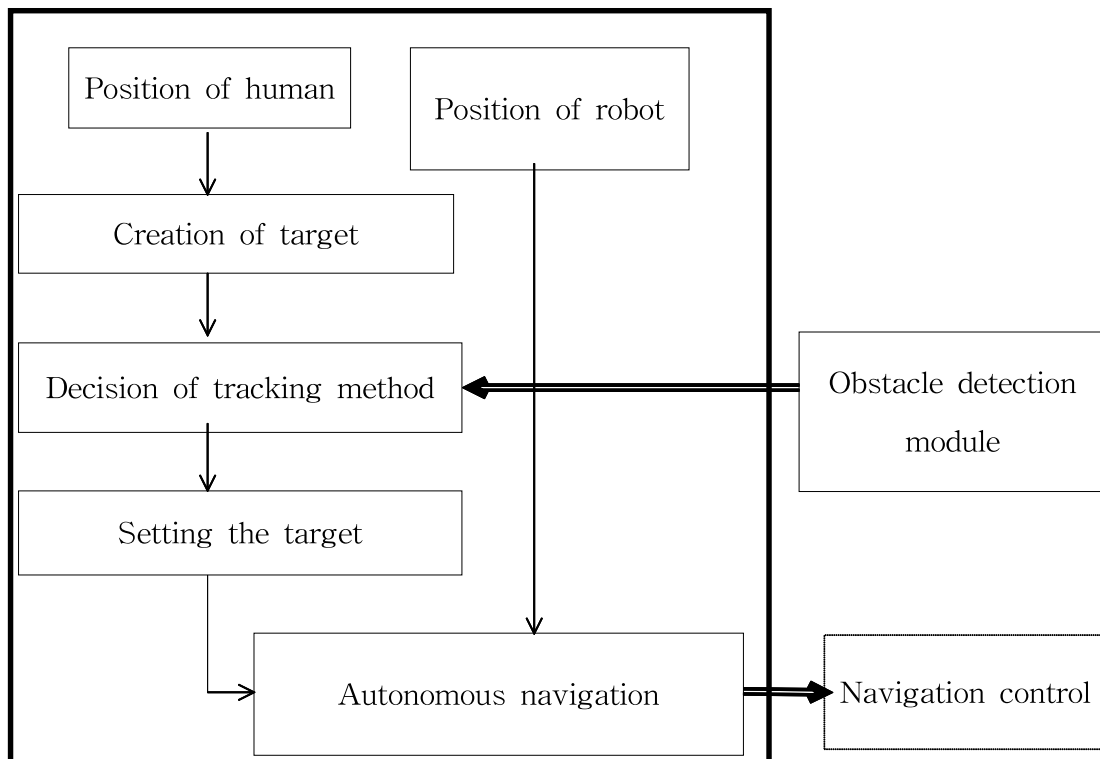 Position of human
Position of robot
Creation of target
Decision of tracking method
Obstacle detection
module
Setting the target
Autonomous navigation
Navigation control